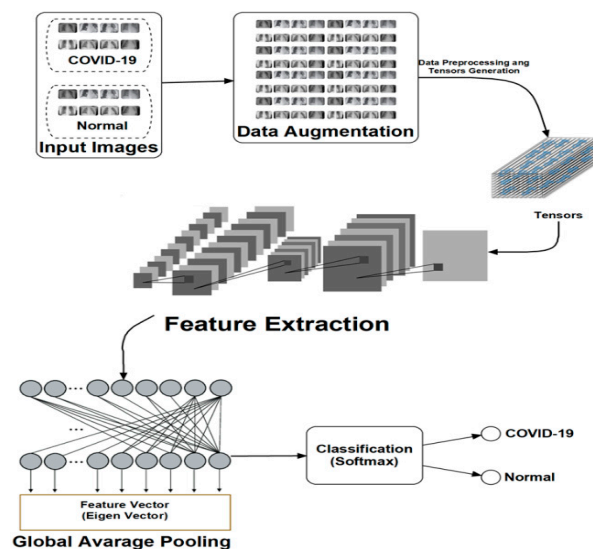 COVID-19
Normal
Input Images
Data Augmentation
Data Preprocessing ang
Tensors Generation
Tensors
Feature Extraction
Classification
(Softmax)
COVID-19
Normal
Feature Vector
(Eigen Vector)
Global Avarage Pooling